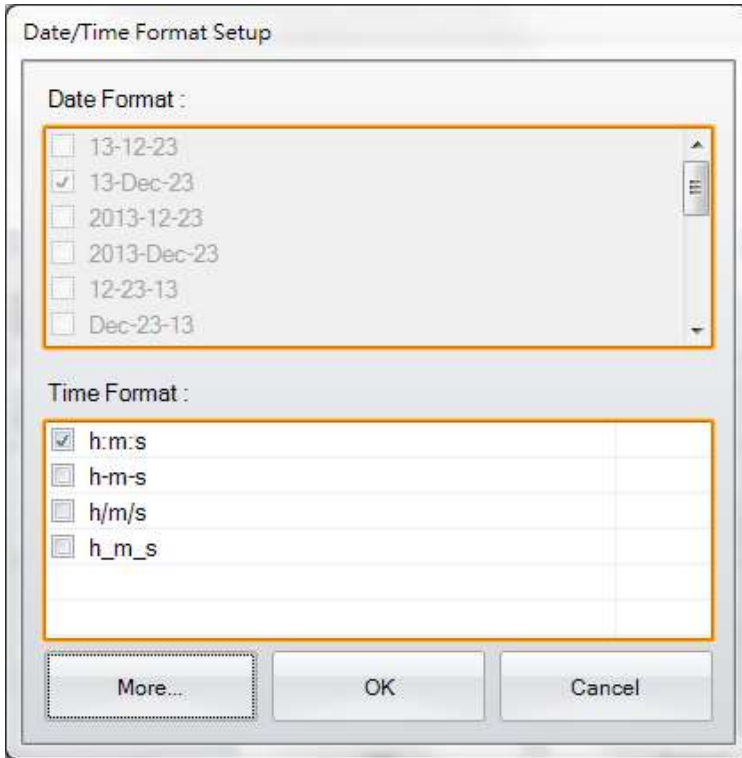 Date/Time Format Setup
Date Format :
13-12-23
13-Dec-23
2013-12-23
2013-Dec-23
12-23-13
Dec-23-13
Time Format :
h:m:s
h-m-s
h/m/s
h_m_s
More... OK Cancel